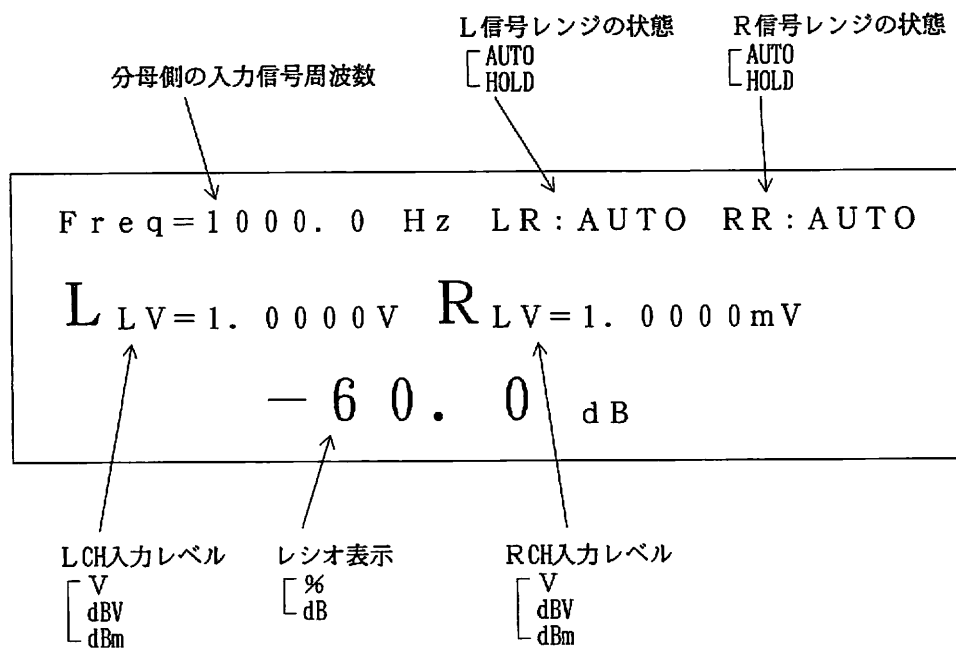 L信号レンジの状態
AUTO
HOLD
R信号レンジの状態
AUTO
HOLD
分母側の入力信号周波数
Freq=1000.0 Hz LR:AUTO RR:AUTO
L LV=1.0000V R LV=1.0000mV
-60.0 dB
LCH入力レベル
V
dBV
dBm
レシオ表示
%
dB
RCH入力レベル
V
dBV
dBm